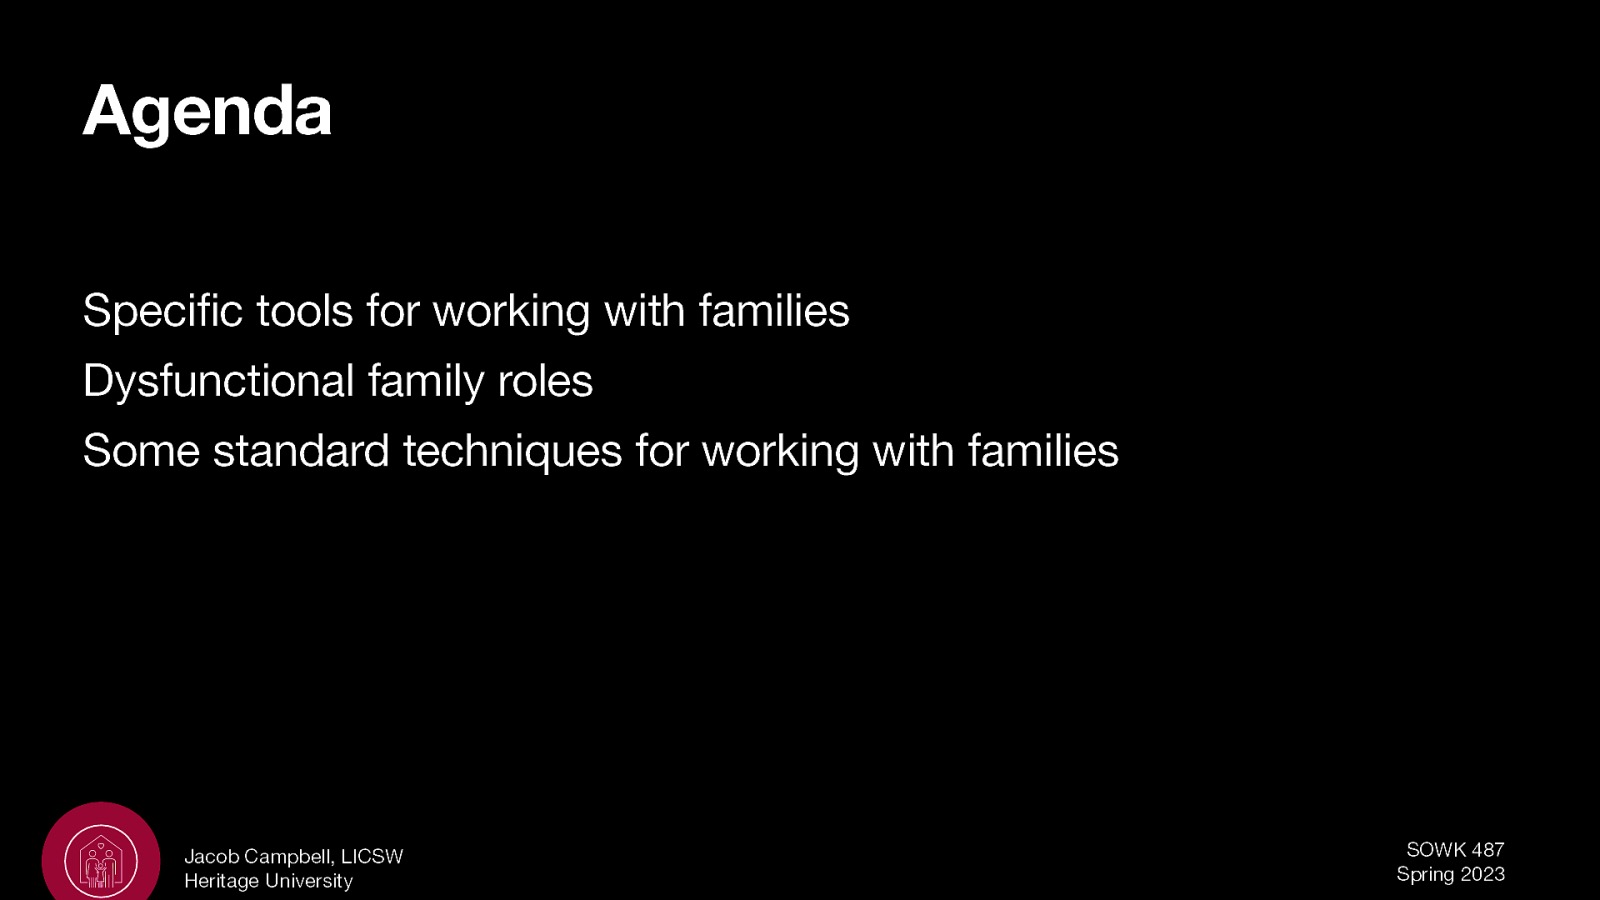 Agenda
Specific tools for working with families
Dysfunctional family roles
Some standard techniques for working with families
Jacob Campbell, LICSW
Heritage University
SOWK 487
Spring 2023